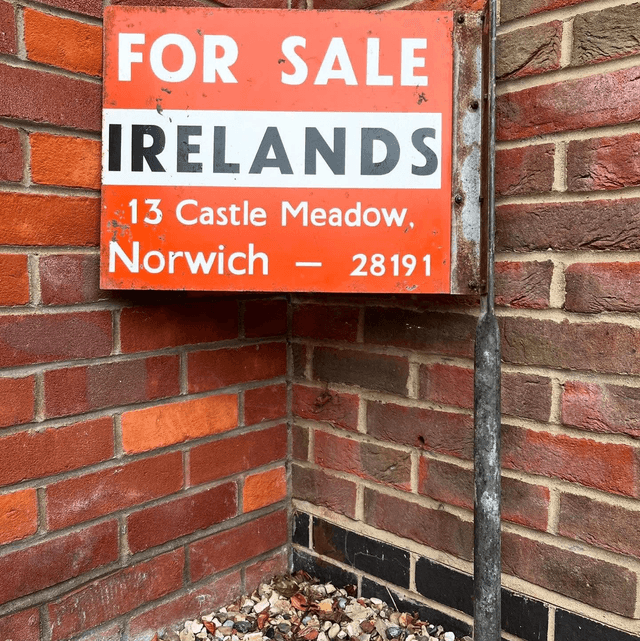 FOR SALE
IRELANDS
13 Castle Meadow,
Norwich — 28191